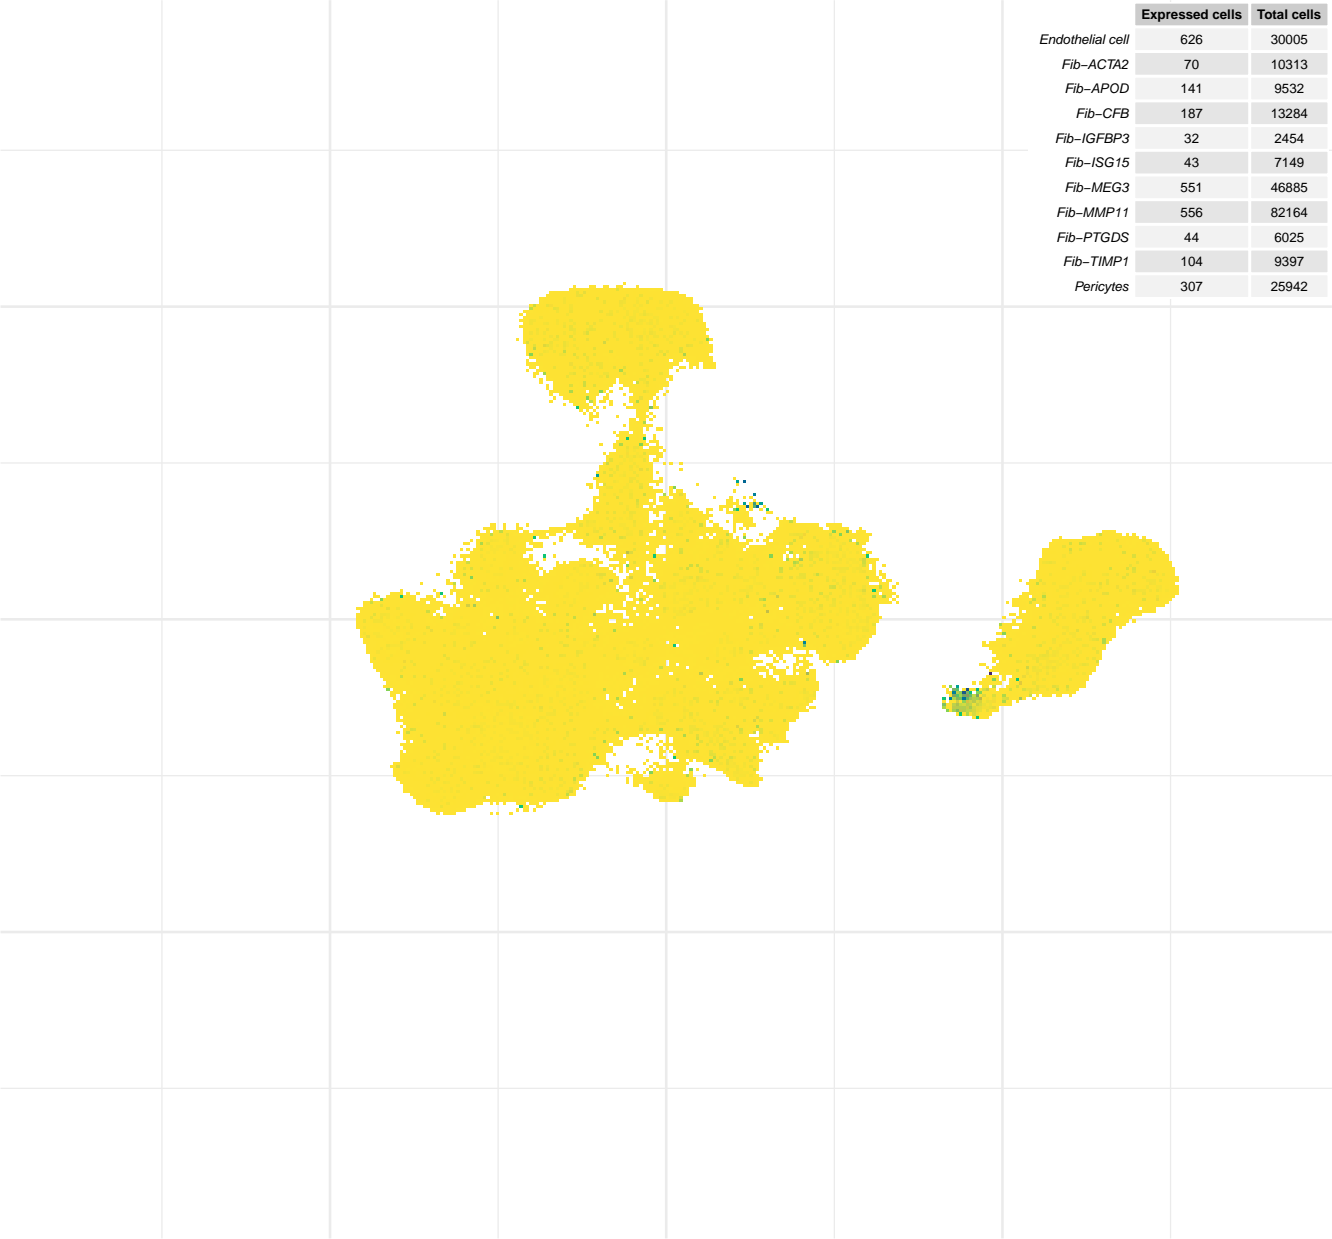 Expressed cells Total cells
Endothelial cell 626 30005
Fib−ACTA2 70 10313
Fib−APOD 141 9532
Fib−CFB 187 13284
Fib−IGFBP3 32 2454
Fib−ISG15 43 7149
Fib−MEG3 551 46885
Fib−MMP11 556 82164
Fib−PTGDS 44 6025
Fib−TIMP1 104 9397
Pericytes 307 25942